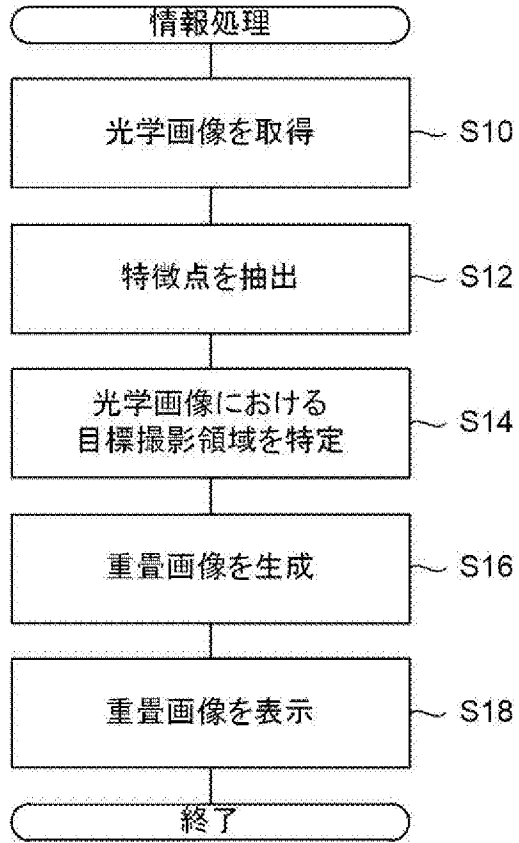 情報処理
光学画像を取得
S10
特徴点を抽出
S12
光学画像における
目標撮影領域を特定
S14
重畳画像を生成
S16
重畳画像を表示
S18
終了